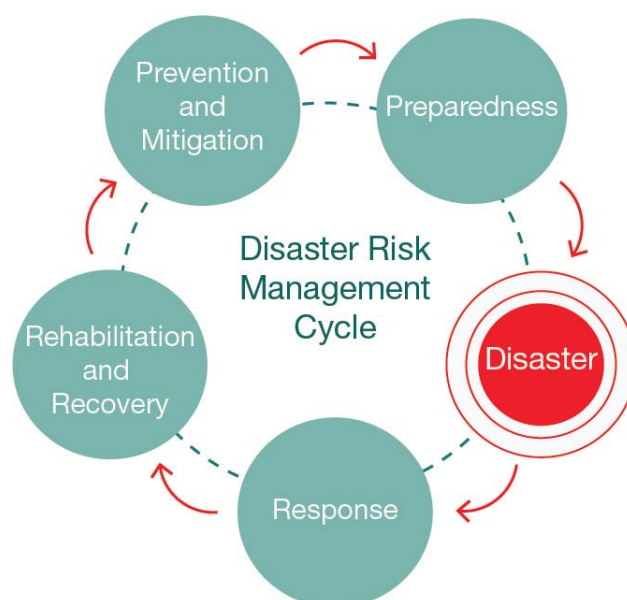 Prevention
and
Mitigation
Preparedness
Disaster Risk
Management
Cycle
Disaster
Rehabilitation
and
Recovery
Response